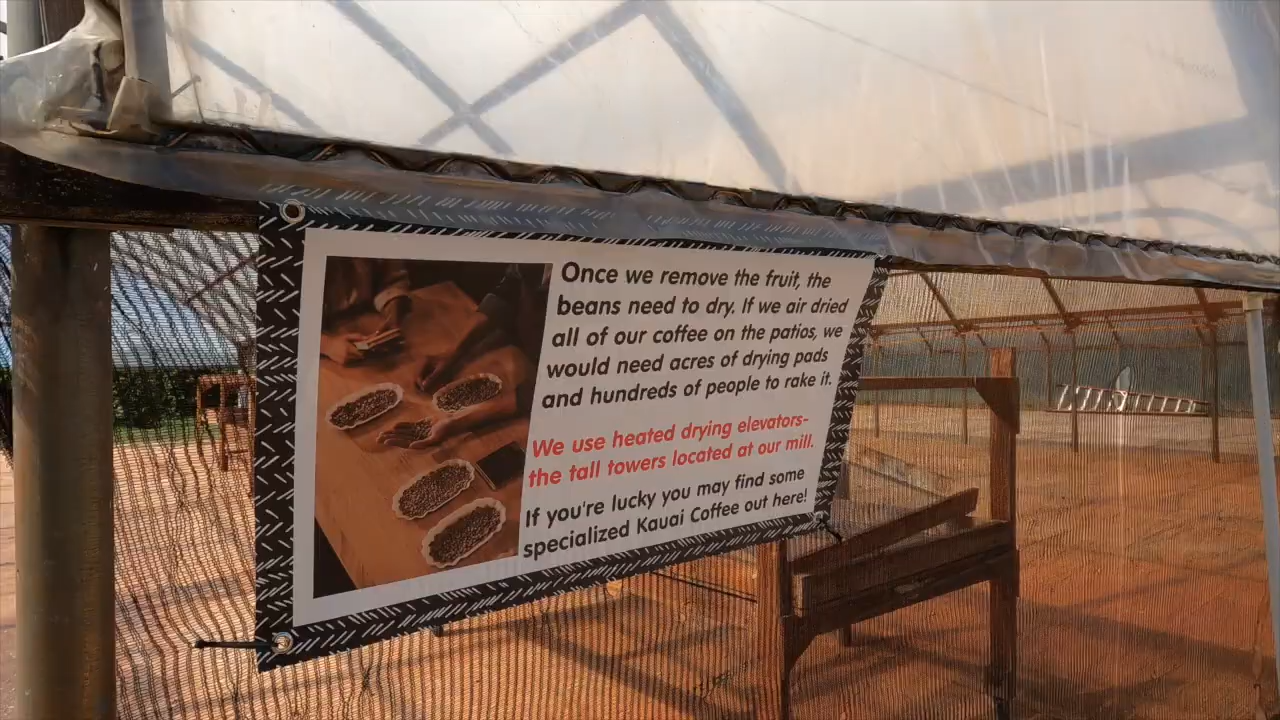 Once we remove the fruit, the
beans need to dry. If we air dried
all of our coffee on the patios, we
would need acres of drying pads
and hundreds of people to rake it.
We use heated drying elevators-
the tall towers located at our mill.
If you're lucky you may find some
specialized Kauai Coffee out here!